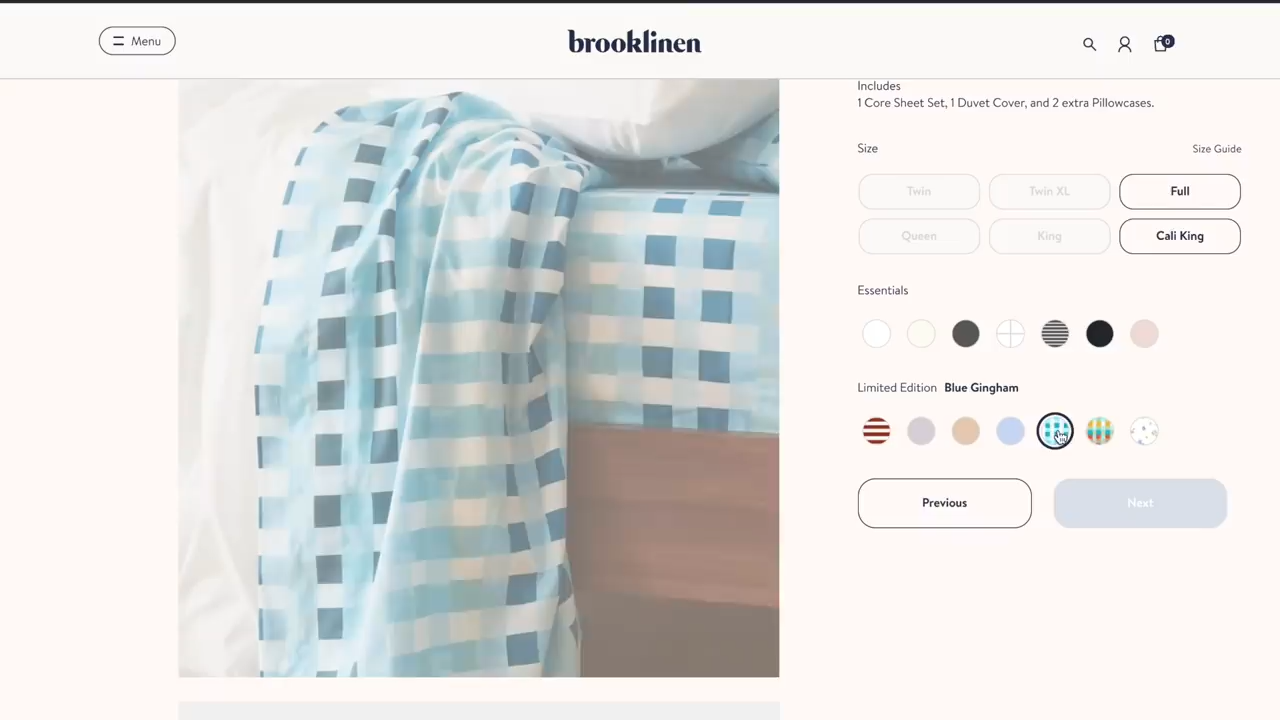 Menu
brooklinen
0
Includes
1 Core Sheet Set, 1 Duvet Cover, and 2 extra Pillowcases.
Size
Size Guide
Twin
Twin XL
Full
Queen
King
Cali King
Essentials
Limited Edition Blue Gingham
Previous
Next